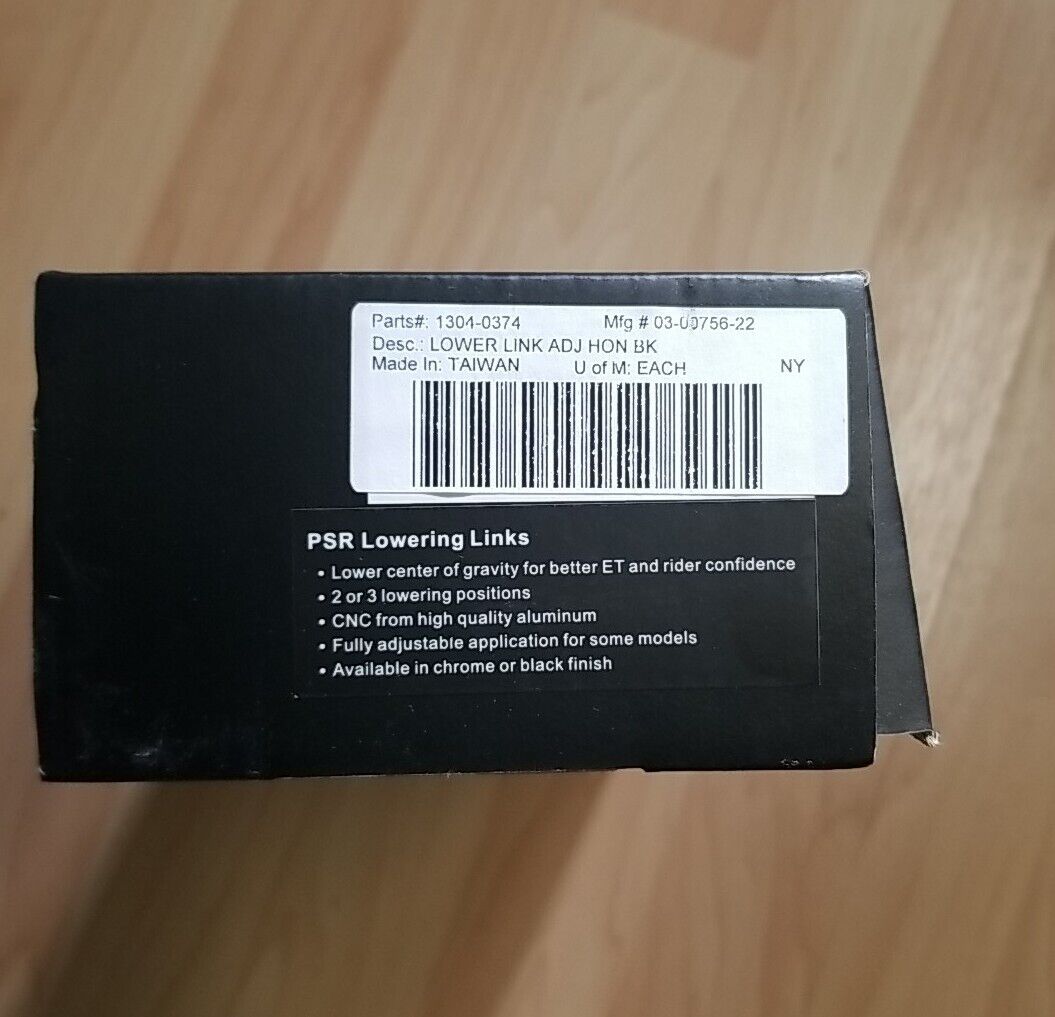 Parts#: 1304-0374 Mfg # 03-00756-22
Desc.: LOWER LINK ADJ HON BK
Made In: TAIWAN U of M: EACH NY
PSR Lowering Links
• Lower center of gravity for better ET and rider confidence
• 2 or 3 lowering positions
• CNC from high quality aluminum
• Fully adjustable application for some models
• Available in chrome or black finish